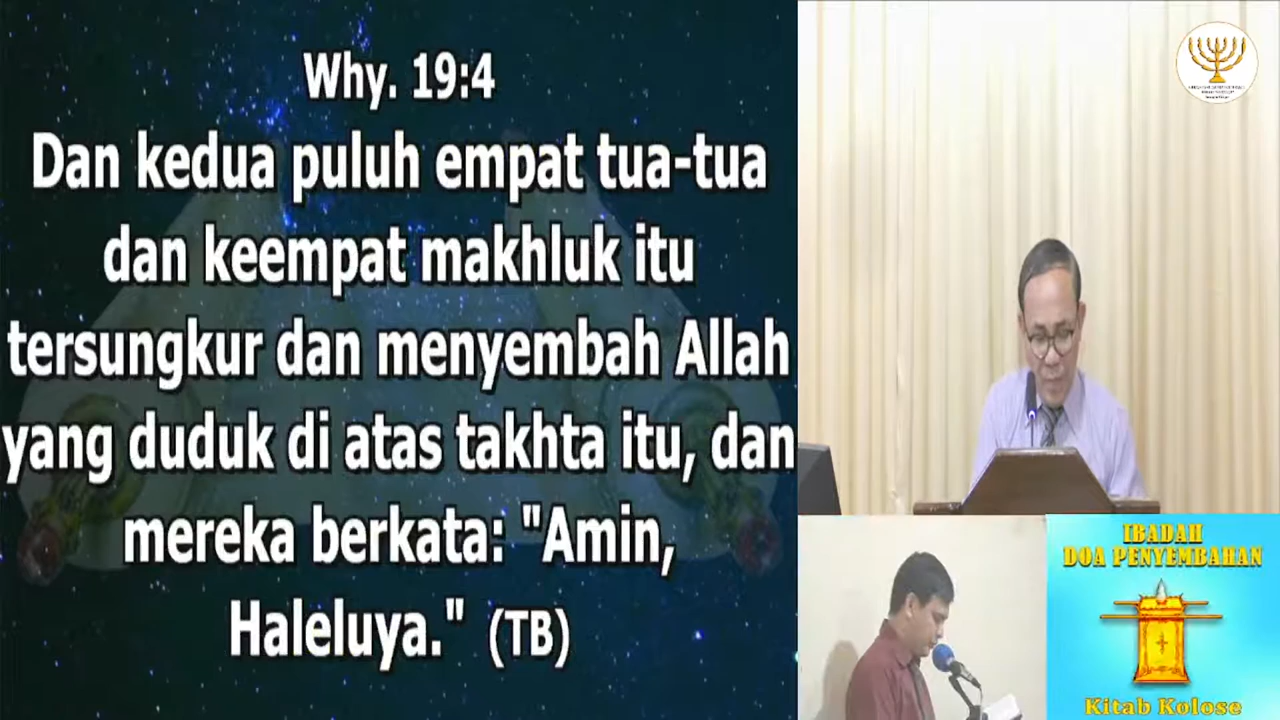 Why. 19:4
Dan kedua puluh empat tua-tua
dan keempat makhluk itu
tersungkur dan menyembah Allah
yang duduk di atas takhta itu, dan
mereka berkata: "Amin,
Haleluya." (TB)
IBADAH
DOA PENYEMBAHAN
Kitab Kolose